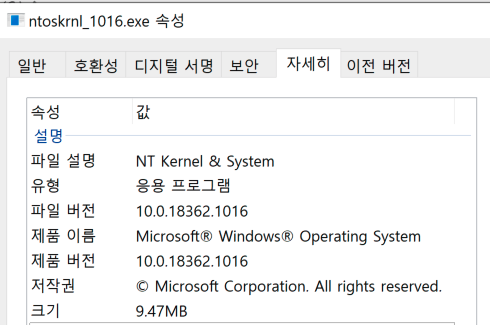 ntoskrnl_1016.exe 속성
일반 호환성 디지털 서명 보안 자세히 이전 버전
속성 값
설명
파일 설명 NT Kernel & System
유형 응용 프로그램
파일 버전 10.0.18362.1016
제품 이름 Microsoft® Windows® Operating System
제품 버전 10.0.18362.1016
저작권 © Microsoft Corporation. All rights reserved.
크기 9.47MB